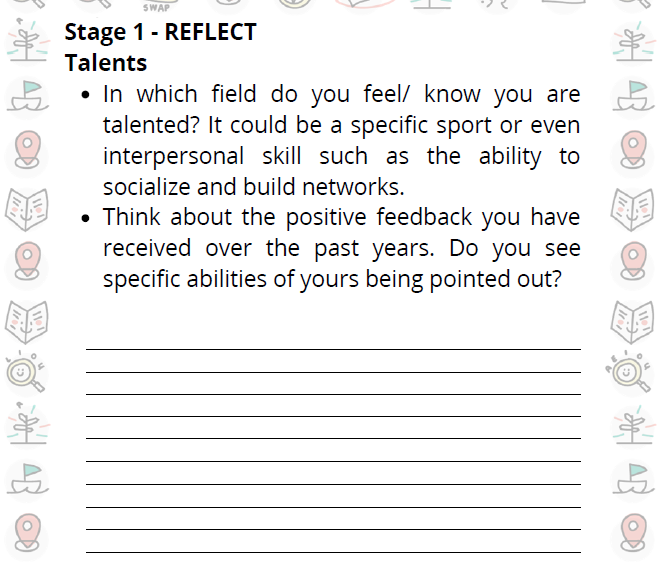 SWAP
Stage 1 - REFLECT
Talents
• In which field do you feel/ know you are
talented? It could be a specific sport or even
interpersonal skill such as the ability to
socialize and build networks.
• Think about the positive feedback you have
received over the past years. Do you see
specific abilities of yours being pointed out?